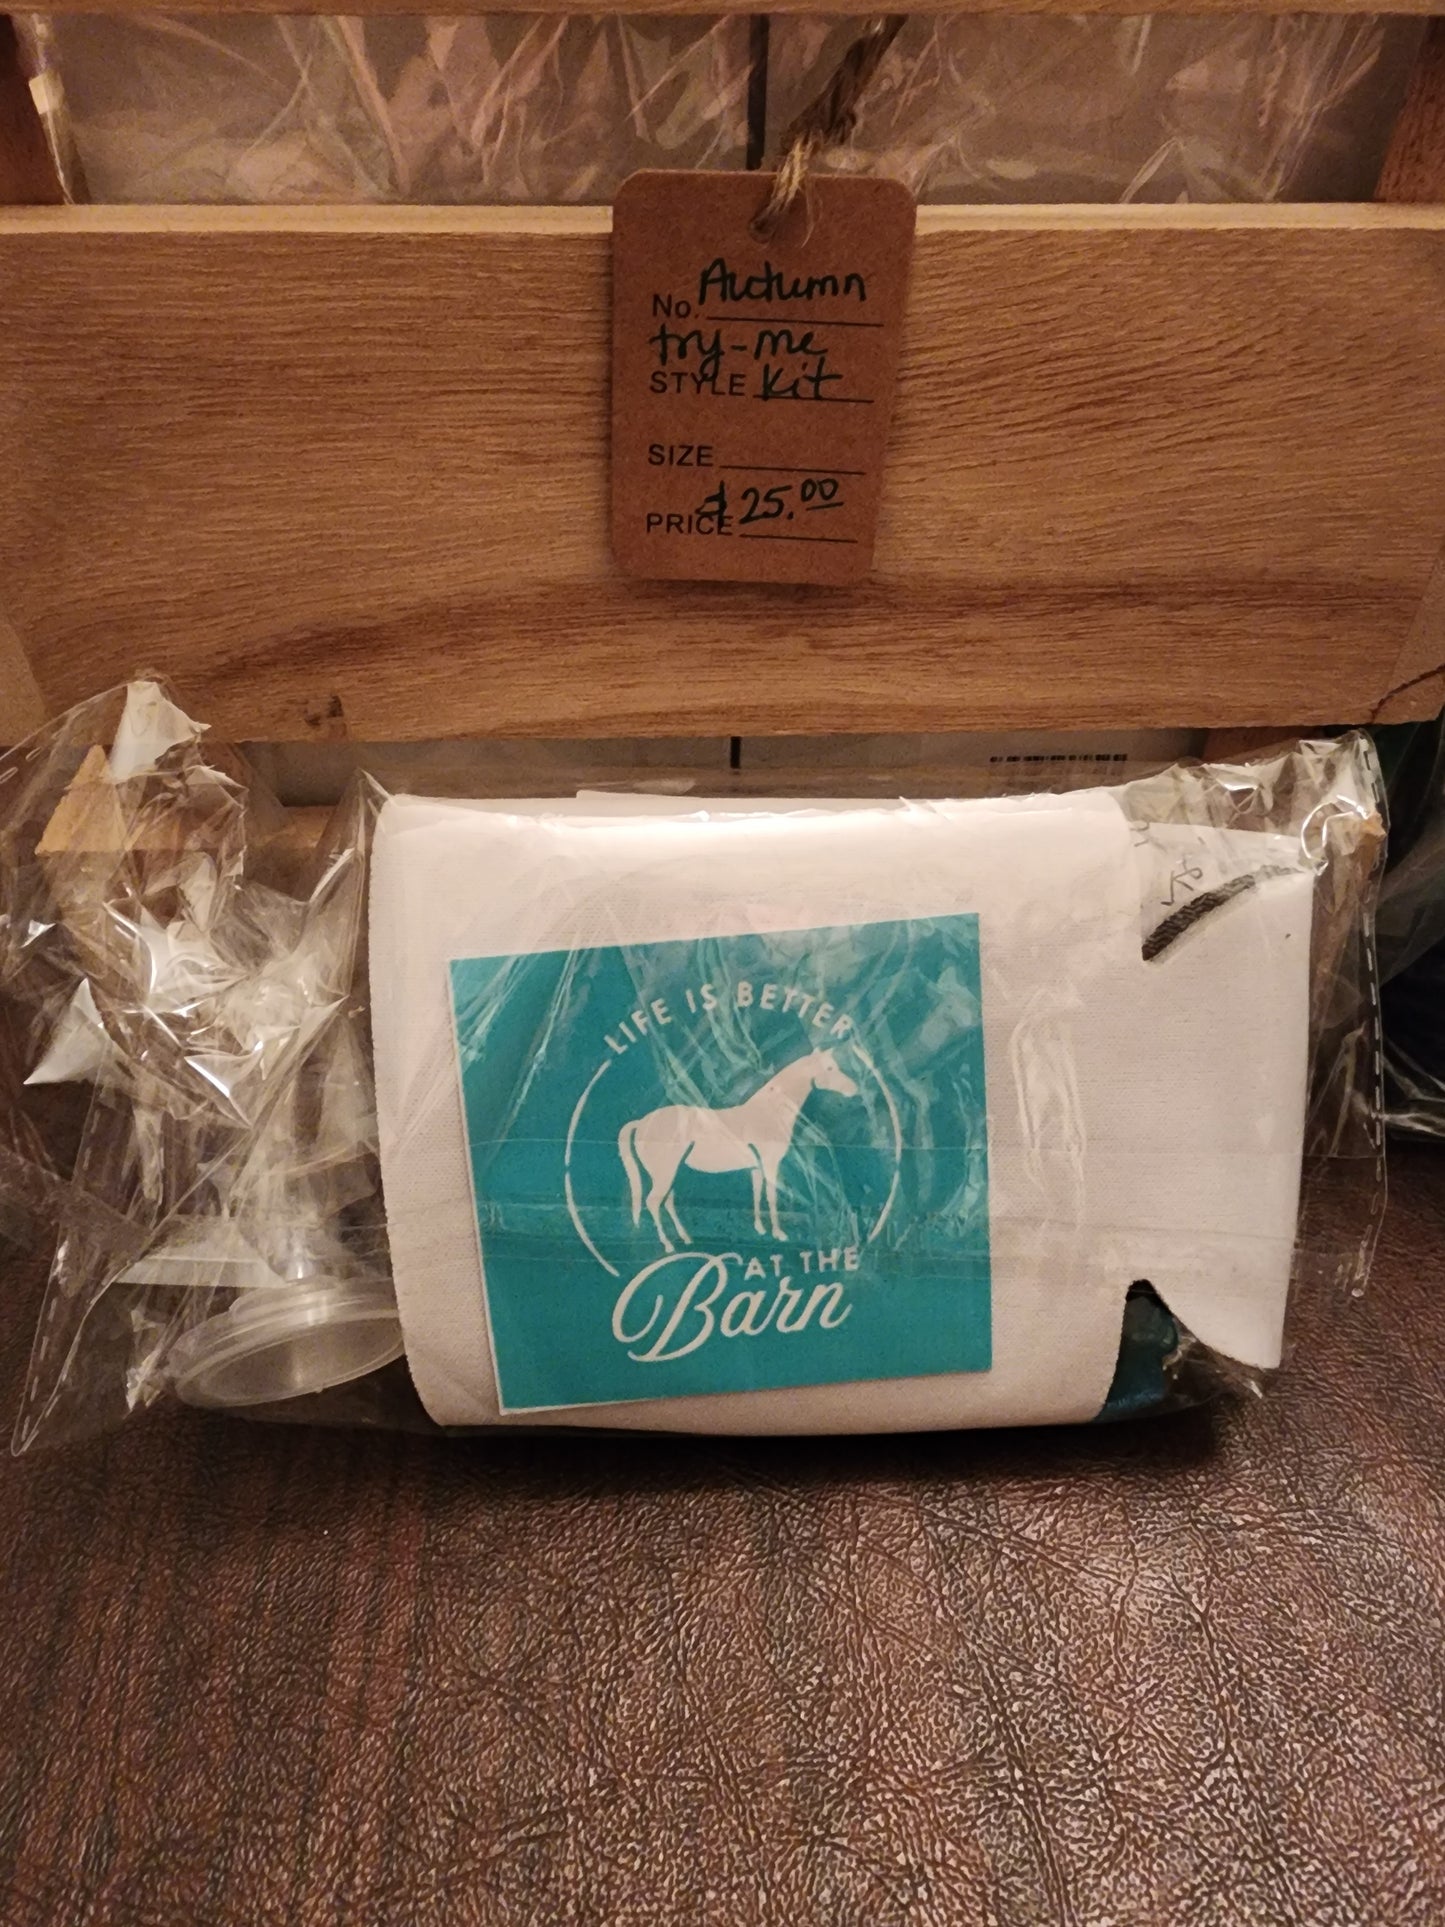 No. Autumn
try-me
STYLE Kit
SIZE
PRICE $25.00
LIFE IS BETTER
AT THE
Barn